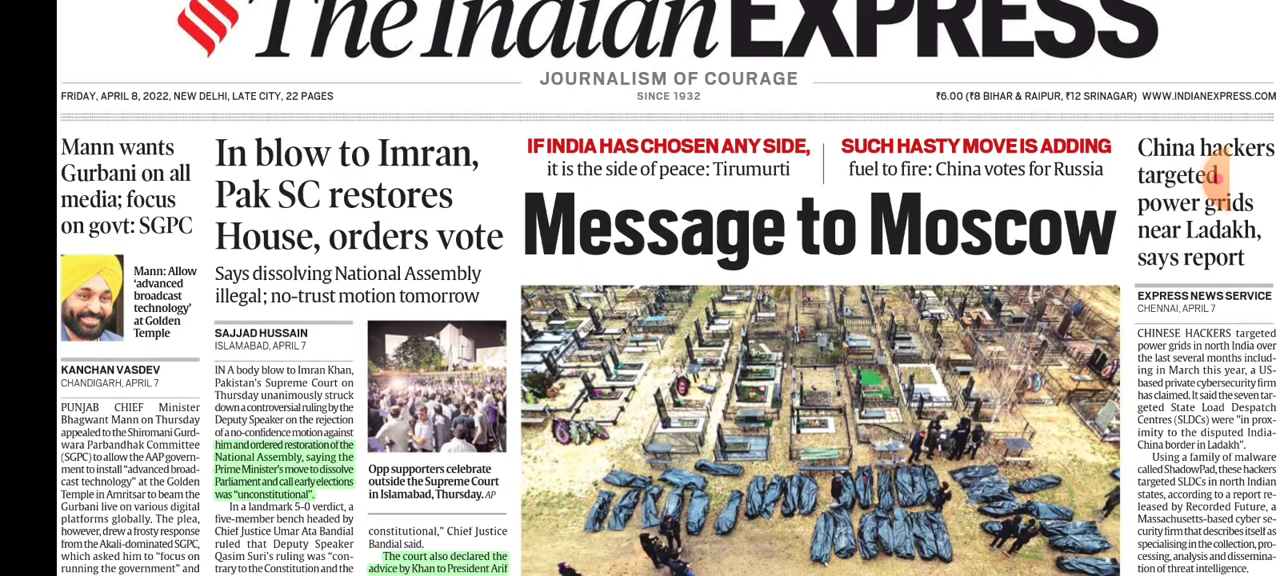 The Indian EXPRESS
JOURNALISM OF COURAGE
FRIDAY, APRIL 8, 2022, NEW DELHI, LATE CITY, 22 PAGES
SINCE 1932
₹6.00 (₹8 BIHAR & RAIPUR, ₹12 SRINAGAR) WWW.INDIANEXPRESS.COM
Mann wants
Gurbani on all
media; focus
on govt: SGPC
Mann: Allow
‘advanced
broadcast
technology’
at Golden
Temple
KANCHAN VASDEV
CHANDIGARH, APRIL 7
PUNJAB CHIEF Minister
Bhagwant Mann on Thursday
appealed to the Shiromani Gurd-
wara Parbandhak Committee
(SGPC) to allow the AAP govern-
ment to install “advanced broad-
cast technology” at the Golden
Temple in Amritsar to beam the
Gurbani live on various digital
platforms globally. The plea,
however, drew a frosty response
from the Akali-dominated SGPC,
which asked him to “focus on
running the government” and
In blow to Imran,
Pak SC restores
House, orders vote
Says dissolving National Assembly
illegal; no-trust motion tomorrow
SAJJAD HUSSAIN
ISLAMABAD, APRIL 7
IN A body blow to Imran Khan,
Pakistan’s Supreme Court on
Thursday unanimously struck
down a controversial ruling by the
Deputy Speaker on the rejection
of a no-confidence motion against
him and ordered restoration of the
National Assembly, saying the
Prime Minister’s move to dissolve
Parliament and call early elections
was “unconstitutional”.
In a landmark 5-0 verdict, a
five-member bench headed by
Chief Justice Umar Ata Bandial
ruled that Deputy Speaker
Qasim Suri’s ruling was “con-
trary to the Constitution and the
Opp supporters celebrate
outside the Supreme Court
in Islamabad, Thursday. AP
constitutional,” Chief Justice
Bandial said.
The court also declared the
advice by Khan to President Arif
IF INDIA HAS CHOSEN ANY SIDE,
it is the side of peace: Tirumurti
SUCH HASTY MOVE IS ADDING
fuel to fire: China votes for Russia
Message to Moscow
China hackers
targeted
power grids
near Ladakh,
says report
EXPRESS NEWS SERVICE
CHENNAI, APRIL 7
CHINESE HACKERS targeted
power grids in north India over
the last several months includ-
ing in March this year, a US-
based private cybersecurity firm
has claimed. It said the seven tar-
geted State Load Despatch
Centres (SLDCs) were “in prox-
imity to the disputed India-
China border in Ladakh”.
Using a family of malware
called ShadowPad, these hackers
targeted SLDCs in north Indian
states, according to a report re-
leased by Recorded Future, a
Massachusetts-based cyber se-
curity firm that describes itself as
specialising in the collection, pro-
cessing, analysis and dissemina-
tion of threat intelligence.